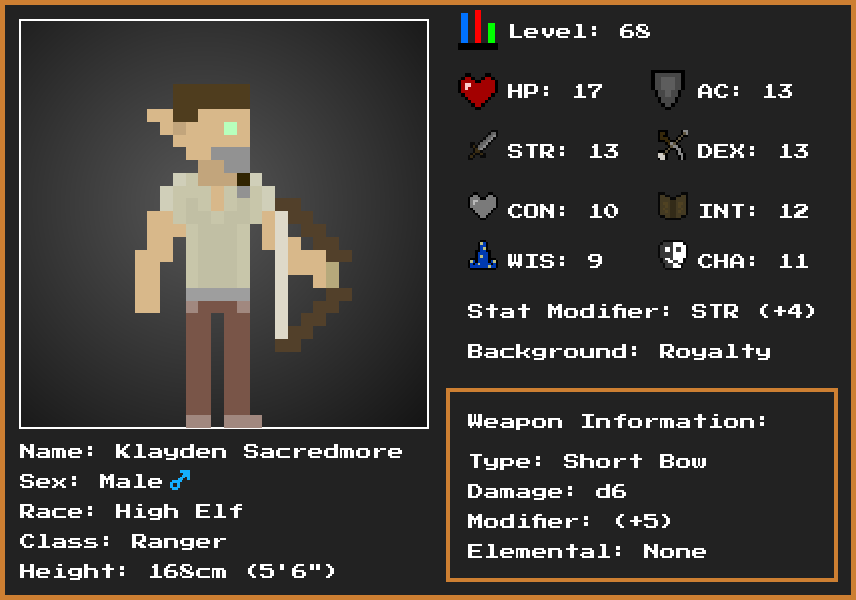 Level: 68
HP: 17
AC: 13
STR: 13
DEX: 13
CON: 10
INT: 12
WIS: 9
CHA: 11
Stat Modifier: STR (+4)
Background: Royalty
Weapon Information:
Type: Short Bow
Damage: d6
Modifier: (+5)
Elemental: None
Name: Klayden Sacredmore
Sex: Male ♂
Race: High Elf
Class: Ranger
Height: 168cm (5'6")